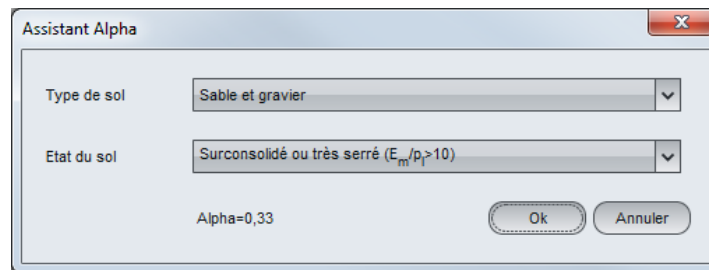 Assistant Alpha
Type de sol Sable et gravier
Etat du sol Surconsolidé ou très serré (Em/pl>10)
Alpha=0,33 Ok Annuler